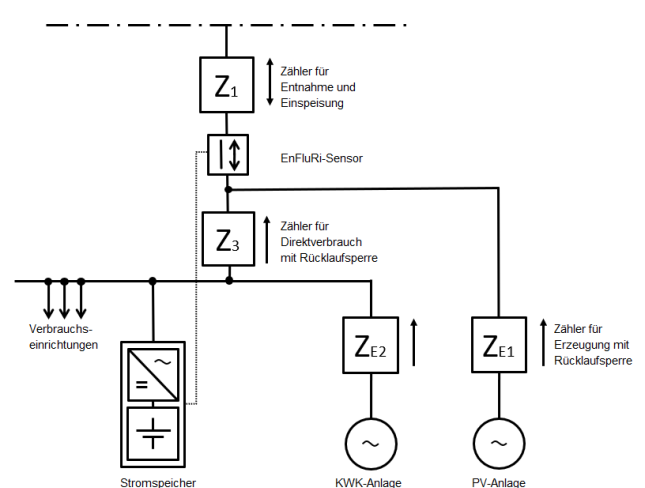 Z1
Zähler für
Entnahme und
Einspeisung
EnFluRi-Sensor
Z3
Zähler für
Direktverbrauch
mit Rücklaufsperre
Verbrauchs-
einrichtungen
ZE2
ZE1
Zähler für
Erzeugung mit
Rücklaufsperre
Stromspeicher
KWK-Anlage
PV-Anlage